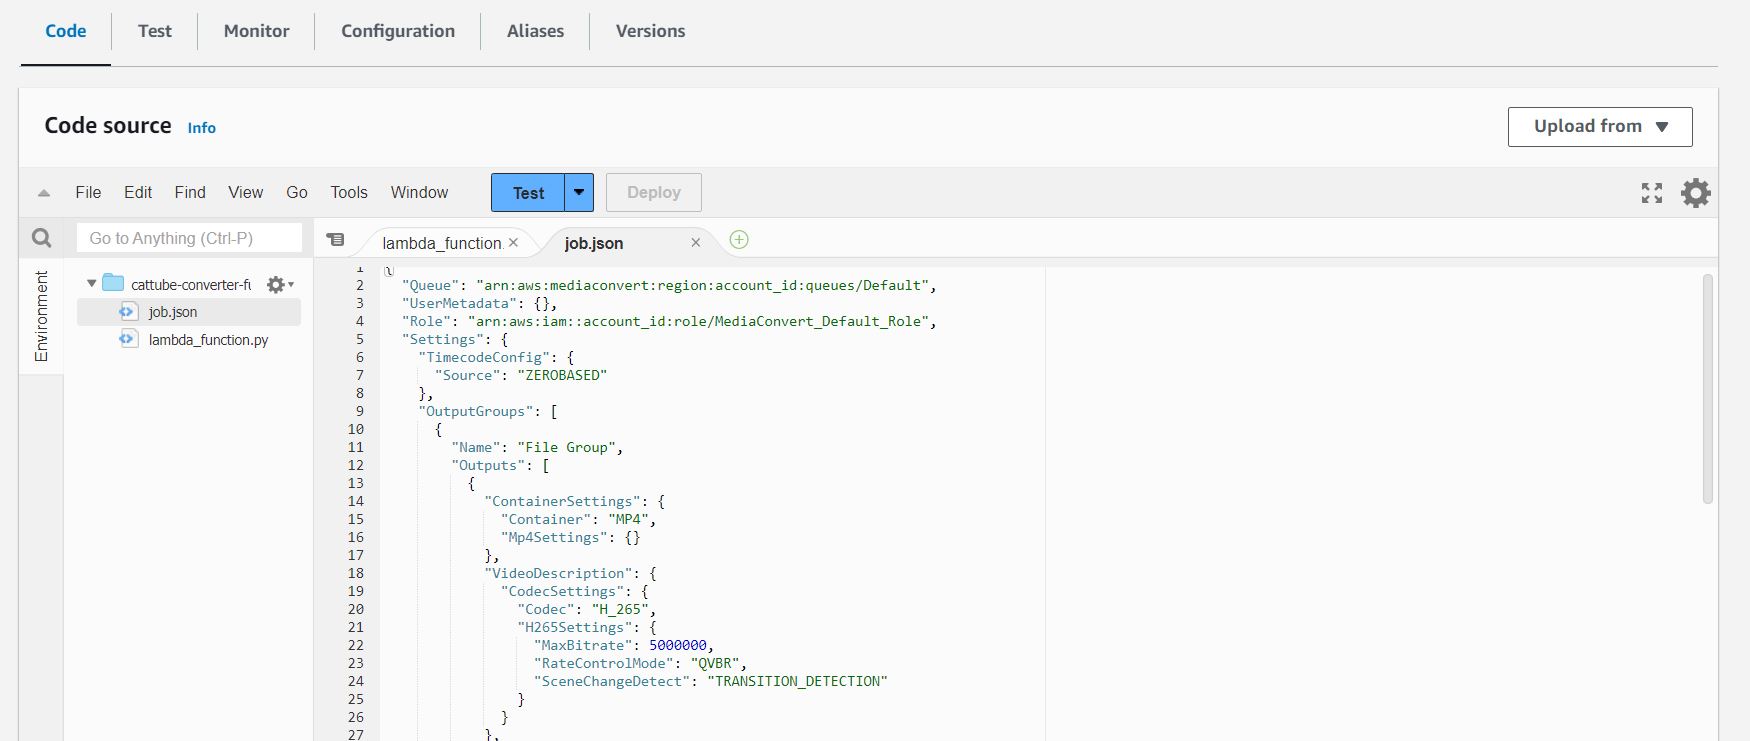 Code Test Monitor Configuration Aliases Versions
Code source Info
Upload from
File Edit Find View Go Tools Window Test Deploy
Go to Anything (Ctrl-P)
lambda_function job.json
Environment
cattube-converter-fu
job.json
lambda_function.py
1 {
2 "Queue": "arn:aws:mediaconvert:region:account_id:queues/Default",
3 "UserMetadata": {},
4 "Role": "arn:aws:iam::account_id:role/MediaConvert_Default_Role",
5 "Settings": {
6 "TimecodeConfig": {
7 "Source": "ZEROBASED"
8 },
9 "OutputGroups": [
10 {
11 "Name": "File Group",
12 "Outputs": [
13 {
14 "ContainerSettings": {
15 "Container": "MP4",
16 "Mp4Settings": {}
17 },
18 "VideoDescription": {
19 "CodecSettings": {
20 "Codec": "H_265",
21 "H265Settings": {
22 "MaxBitrate": 5000000,
23 "RateControlMode": "QVBR",
24 "SceneChangeDetect": "TRANSITION_DETECTION"
25 }
26 }
27 },